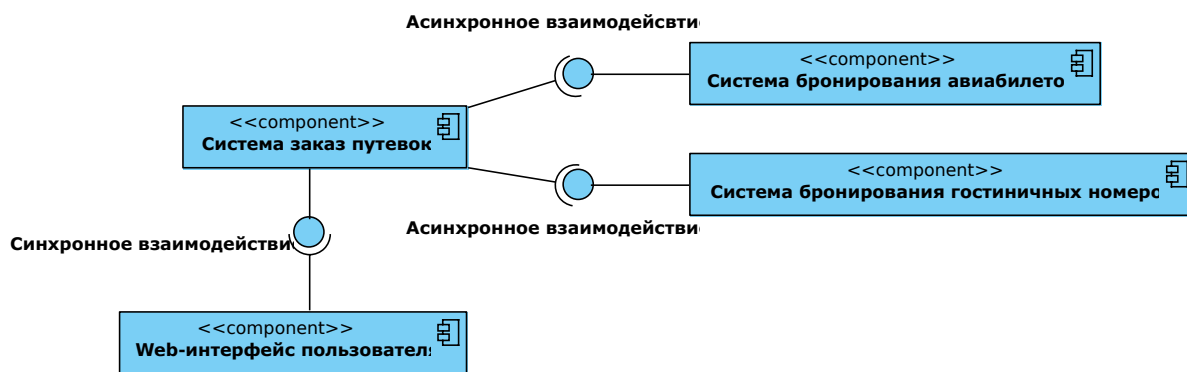 Асинхронное взаимодейсвти
<<component>>
Система бронирования авиабилето
<<component>>
Система заказ путевок
<<component>>
Система бронирования гостиничных номеро
Асинхронное взаимодействи
Синхронное взаимодействи
<<component>>
Web-интерфейс пользователя